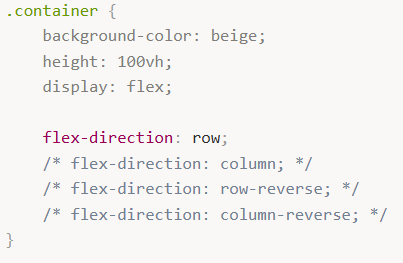 .container {
    background-color: beige;
    height: 100vh;
    display: flex;

    flex-direction: row;
    /* flex-direction: column; */
    /* flex-direction: row-reverse; */
    /* flex-direction: column-reverse; */
}